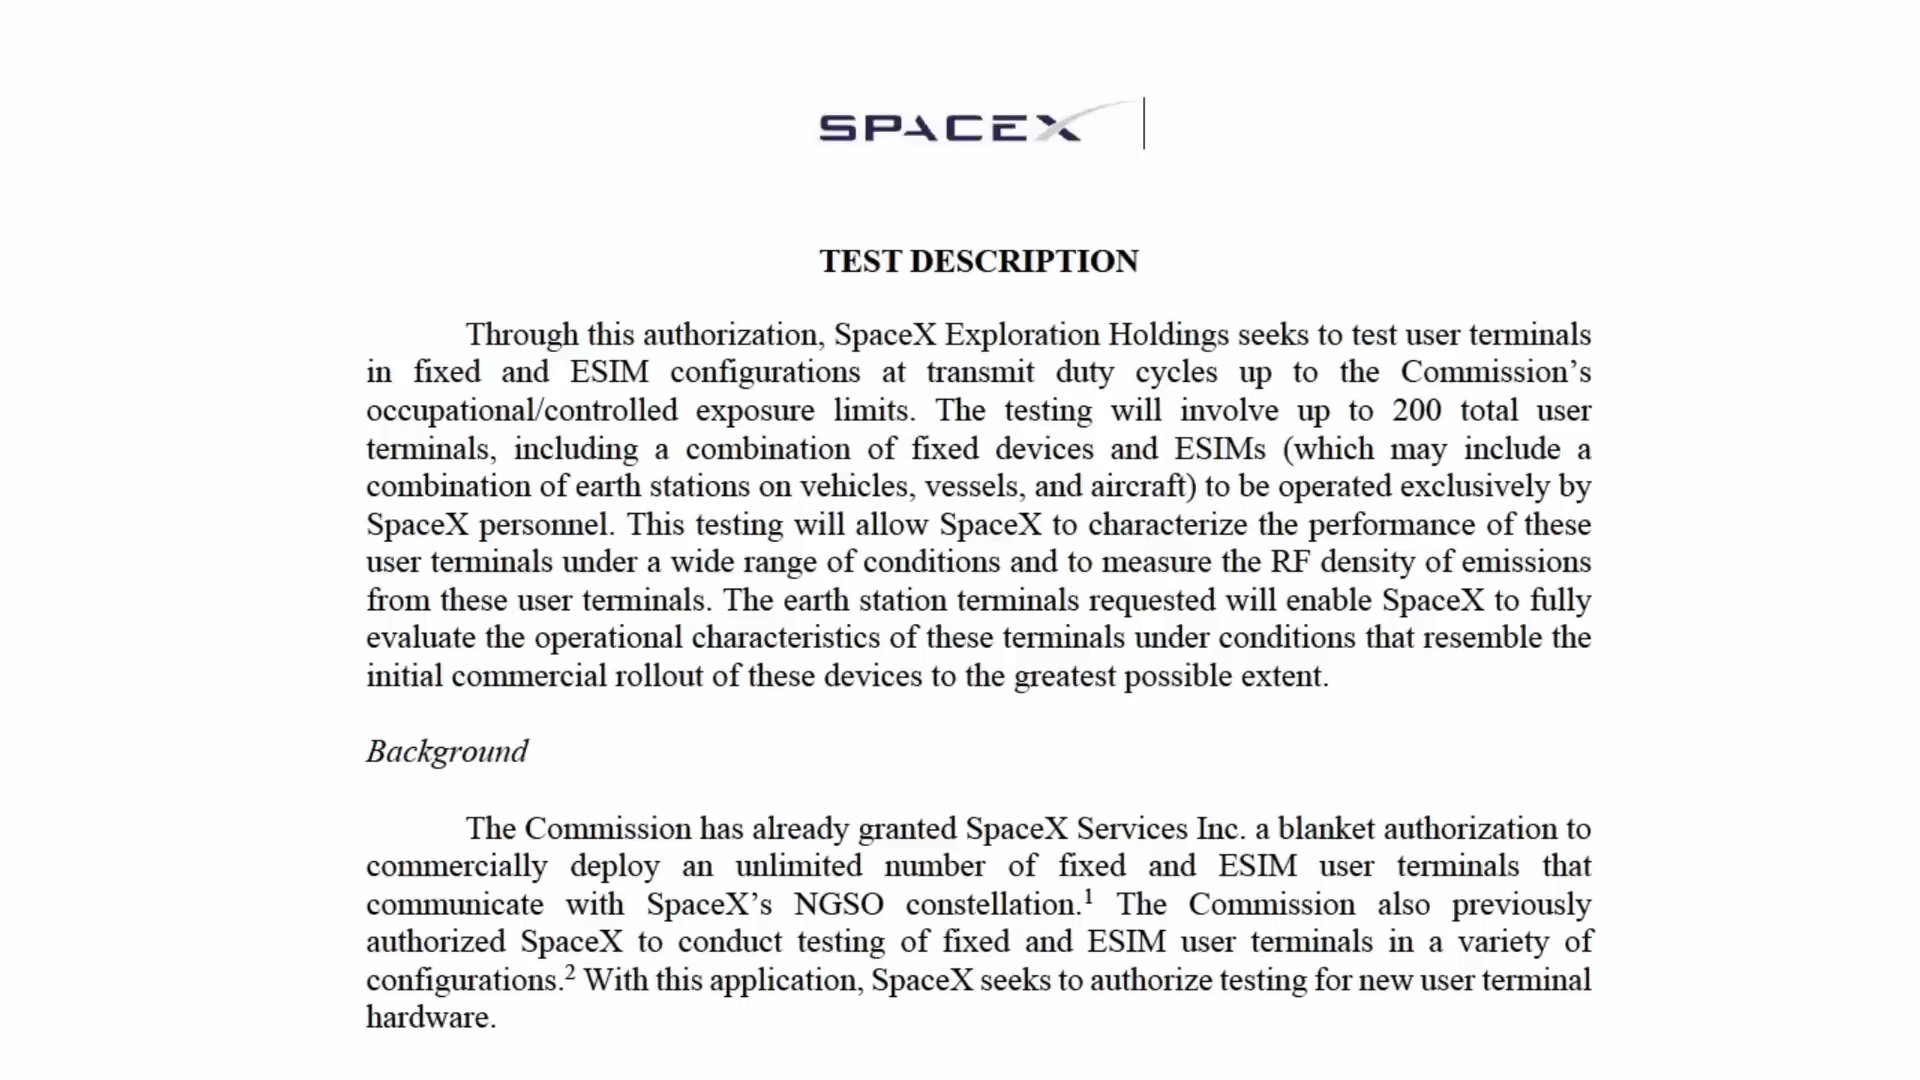 SPACEX
TEST DESCRIPTION
Through this authorization, SpaceX Exploration Holdings seeks to test user terminals
in fixed and ESIM configurations at transmit duty cycles up to the Commission’s
occupational/controlled exposure limits. The testing will involve up to 200 total user
terminals, including a combination of fixed devices and ESIMs (which may include a
combination of earth stations on vehicles, vessels, and aircraft) to be operated exclusively by
SpaceX personnel. This testing will allow SpaceX to characterize the performance of these
user terminals under a wide range of conditions and to measure the RF density of emissions
from these user terminals. The earth station terminals requested will enable SpaceX to fully
evaluate the operational characteristics of these terminals under conditions that resemble the
initial commercial rollout of these devices to the greatest possible extent.
Background
The Commission has already granted SpaceX Services Inc. a blanket authorization to
commercially deploy an unlimited number of fixed and ESIM user terminals that
communicate with SpaceX’s NGSO constellation.¹ The Commission also previously
authorized SpaceX to conduct testing of fixed and ESIM user terminals in a variety of
configurations.² With this application, SpaceX seeks to authorize testing for new user terminal
hardware.